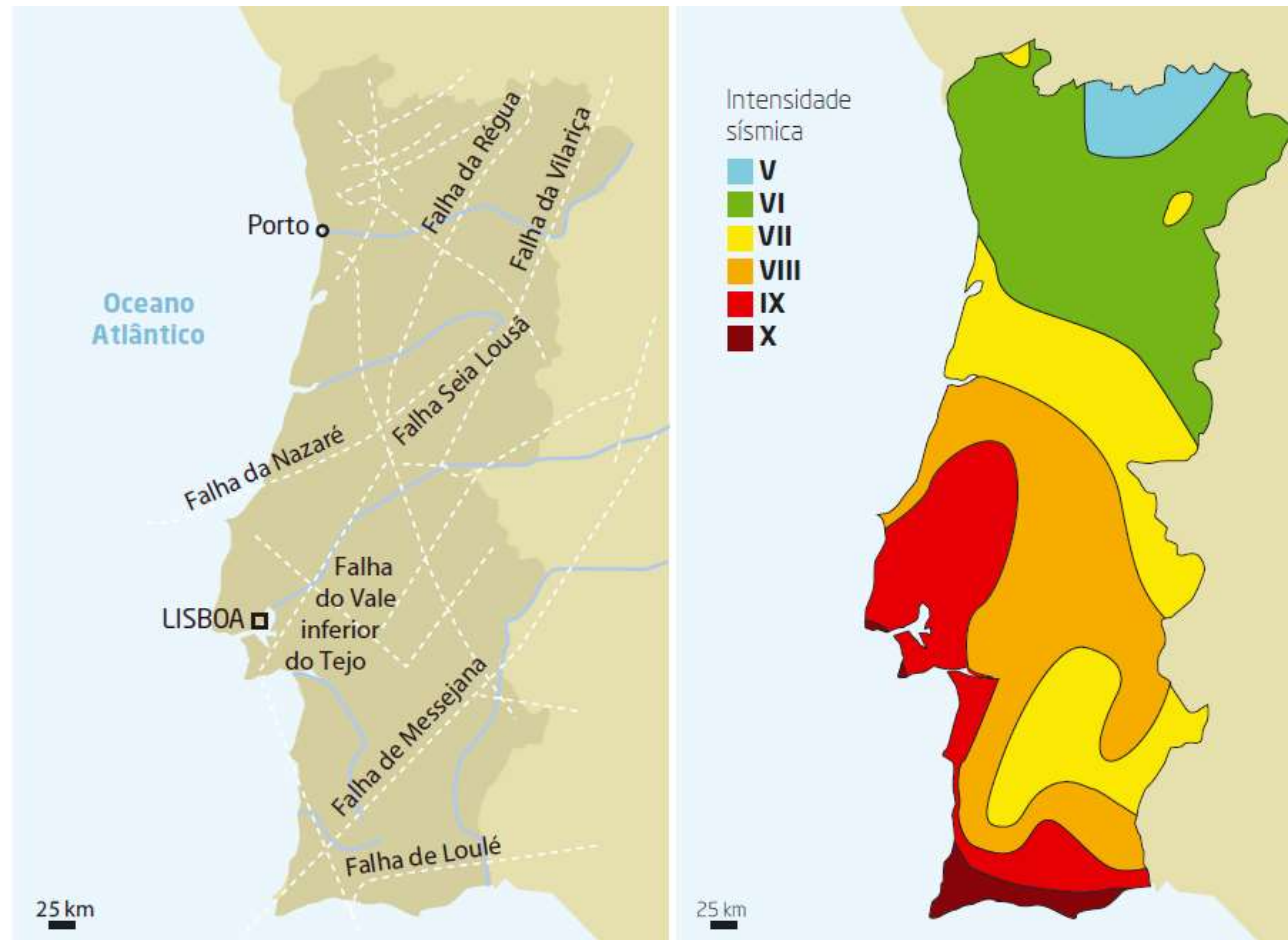 Falha da Régua
Falha da Vilariça
Porto
Oceano
Atlântico
Falha Seia Lousã
Falha da Nazaré
Falha
do Vale
inferior
do Tejo
LISBOA
Falha de Messejana
Falha de Loulé
25 km
Intensidade
sísmica
V
VI
VII
VIII
IX
X
25 km